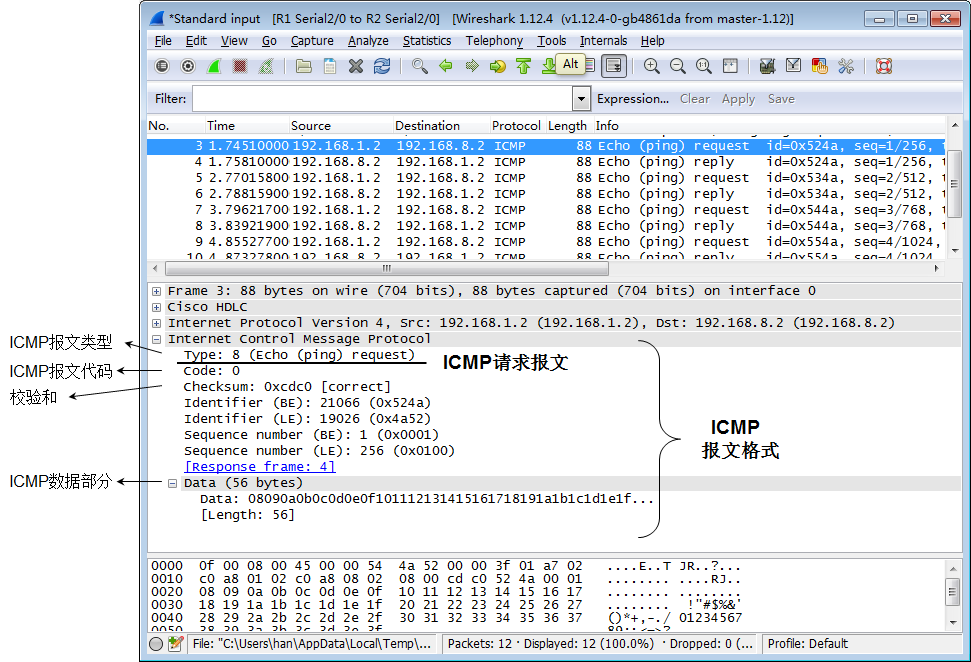 *Standard input [R1 Serial2/0 to R2 Serial2/0] [Wireshark 1.12.4 (v1.12.4-0-gb4861da from master-1.12)]
File Edit View Go Capture Analyze Statistics Telephony Tools Internals Help
Alt
Filter: Expression... Clear Apply Save
No. Time Source Destination Protocol Length Info
3 1.74510000 192.168.1.2 192.168.8.2 ICMP 88 Echo (ping) request id=0x524a, seq=1/256, t
4 1.75810000 192.168.8.2 192.168.1.2 ICMP 88 Echo (ping) reply id=0x524a, seq=1/256, t
5 2.77015800 192.168.1.2 192.168.8.2 ICMP 88 Echo (ping) request id=0x534a, seq=2/512, t
6 2.78815900 192.168.8.2 192.168.1.2 ICMP 88 Echo (ping) reply id=0x534a, seq=2/512, t
7 3.79621700 192.168.1.2 192.168.8.2 ICMP 88 Echo (ping) request id=0x544a, seq=3/768, t
8 3.83921900 192.168.8.2 192.168.1.2 ICMP 88 Echo (ping) reply id=0x544a, seq=3/768, t
9 4.85527700 192.168.1.2 192.168.8.2 ICMP 88 Echo (ping) request id=0x554a, seq=4/1024,
10 4.87327800 192.168.8.2 192.168.1.2 ICMP 88 Echo (ping) reply id=0x554a, seq=4/1024
Frame 3: 88 bytes on wire (704 bits), 88 bytes captured (704 bits) on interface 0
Cisco HDLC
Internet Protocol Version 4, Src: 192.168.1.2 (192.168.1.2), Dst: 192.168.8.2 (192.168.8.2)
Internet Control Message Protocol
ICMP报文类型
Type: 8 (Echo (ping) request)
ICMP请求报文
ICMP报文代码
Code: 0
校验和
Checksum: 0xcdc0 [correct]
Identifier (BE): 21066 (0x524a)
Identifier (LE): 19026 (0x4a52)
Sequence number (BE): 1 (0x0001)
Sequence number (LE): 256 (0x0100)
ICMP
报文格式
[Response frame: 4]
ICMP数据部分
Data (56 bytes)
Data: 08090a0b0c0d0e0f101112131415161718191a1b1c1d1e1f...
[Length: 56]
0000 0f 00 08 00 45 00 00 54 4a 52 00 00 3f 01 a7 02 ....E..T JR..?...
0010 c0 a8 01 02 c0 a8 08 02 08 00 cd c0 52 4a 00 01 ........ ....RJ..
0020 08 09 0a 0b 0c 0d 0e 0f 10 11 12 13 14 15 16 17 ........ ........
0030 18 19 1a 1b 1c 1d 1e 1f 20 21 22 23 24 25 26 27 ........ !"#$%&'
0040 28 29 2a 2b 2c 2d 2e 2f 30 31 32 33 34 35 36 37 ()*+,-./ 01234567
38 39 3a 3b 3c 3d 3e 3f 89:;<=>?
File: "C:\Users\han\AppData\Local\Temp\... Packets: 12 · Displayed: 12 (100.0%) · Dropped: 0 (... Profile: Default